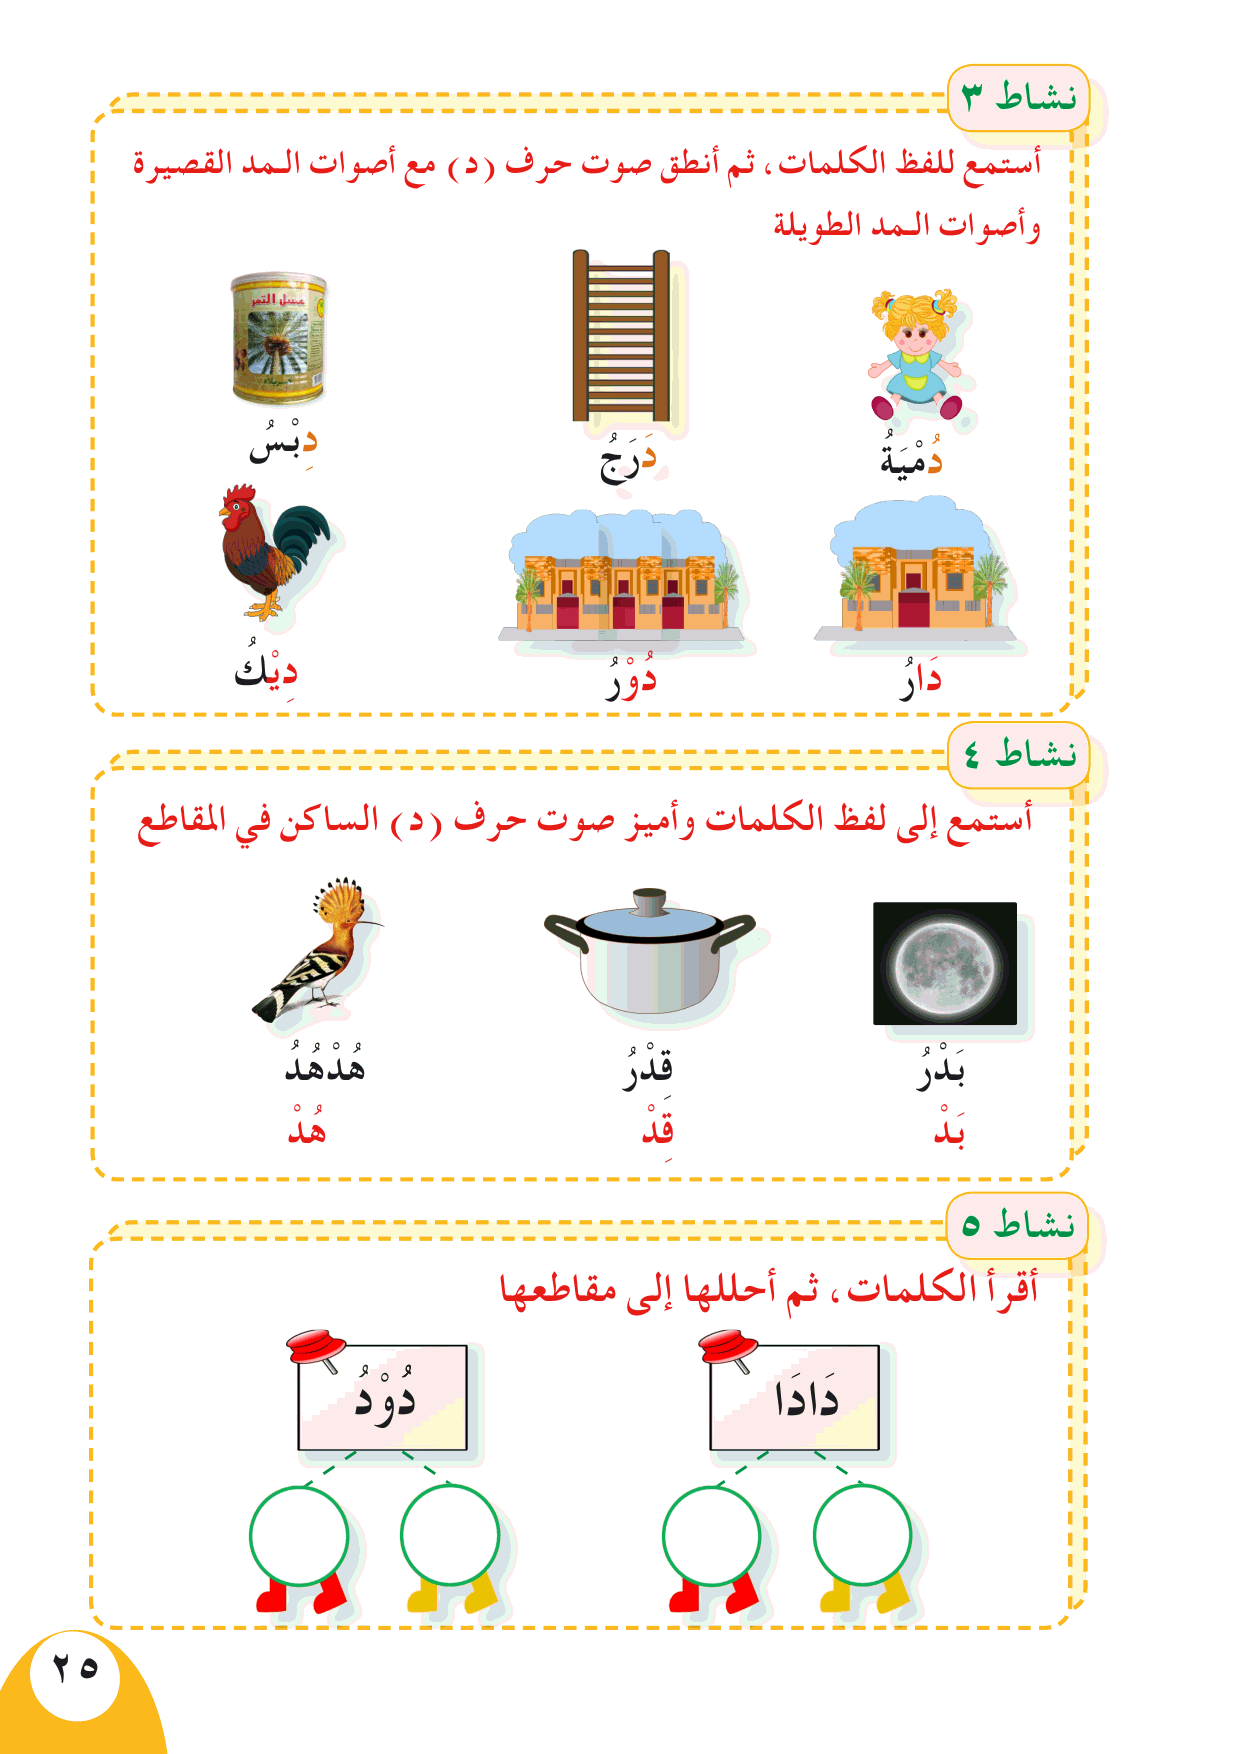 نشاط ٣
أستمع للفظ الكلمات، ثم أنطق صوت حرف (د) مع أصوات المد القصيرة
وأصوات المد الطويلة
عسل التمر
دُمْيَةُ دَرَجُ دِبْسُ
دَارُ دُوْرُ دِيْكُ
نشاط ٤
أستمع إلى لفظ الكلمات وأميز صوت حرف (د) الساكن في المقاطع
بَدْرُ قِدْرُ هُدْهُدُ
بَدْ قِدْ هُدْ
نشاط ٥
أقرأ الكلمات، ثم أحللها إلى مقاطعها
دَادَا دُوْدُ
٢٥